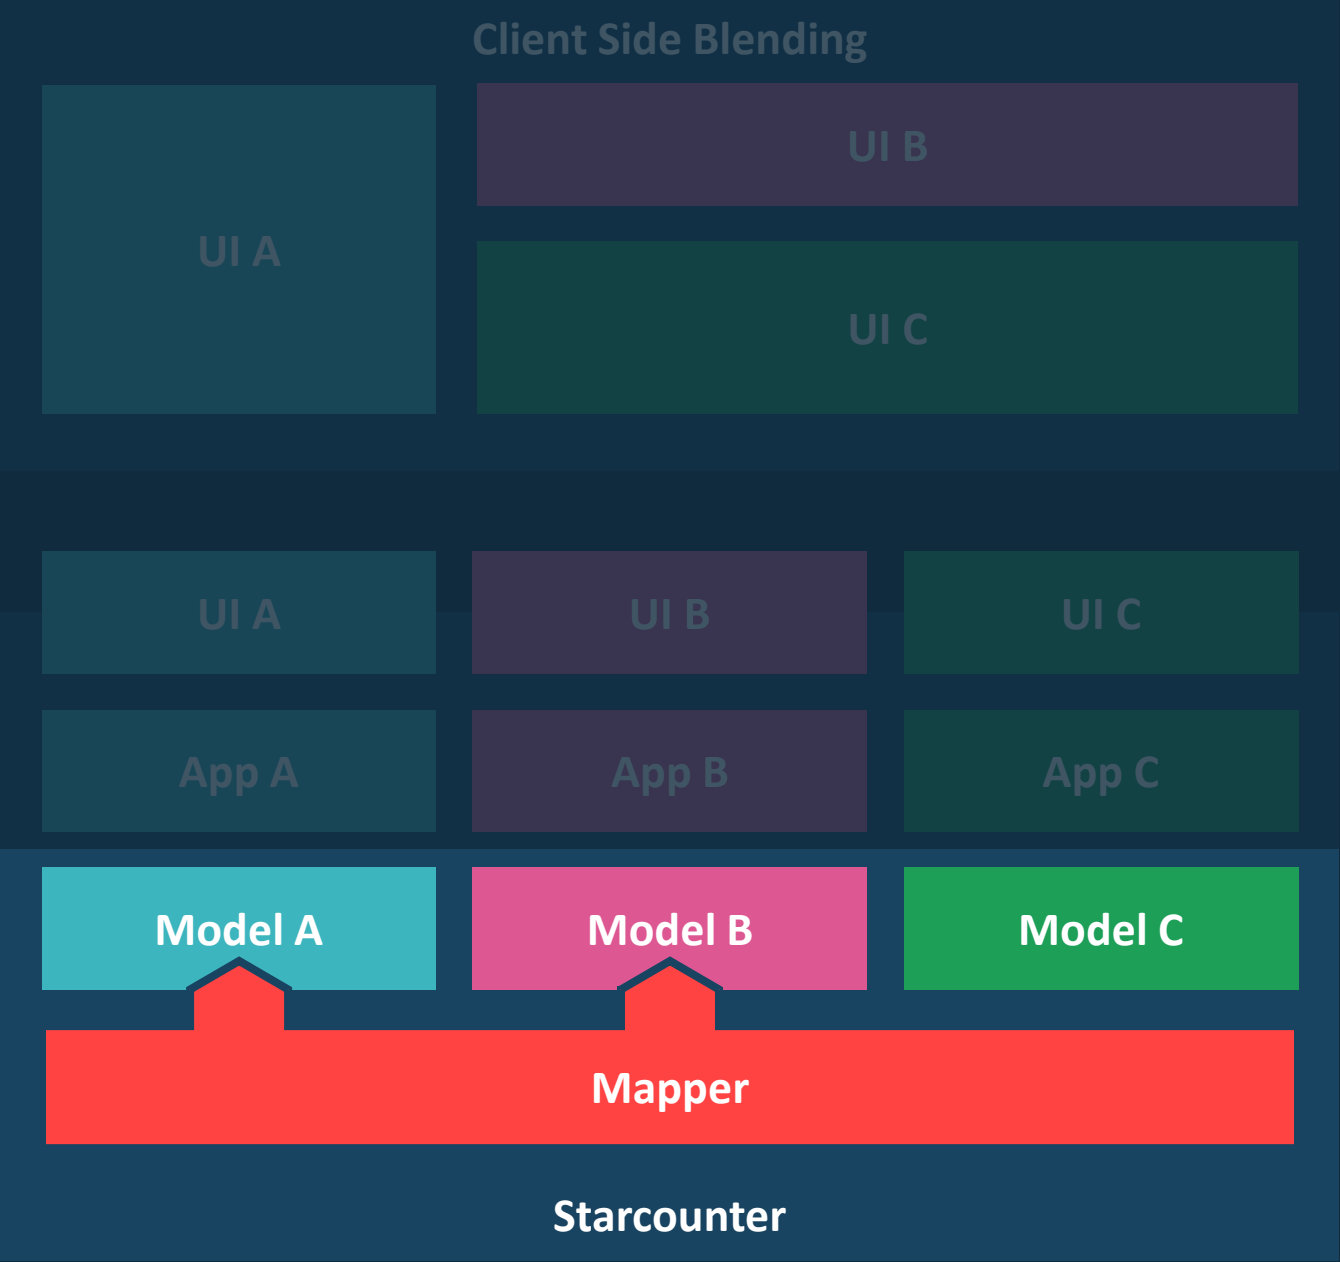 Client Side Blending
UI A
UI B
UI C
UI A
UI B
UI C
App A
App B
App C
Model A
Model B
Model C
Mapper
Starcounter